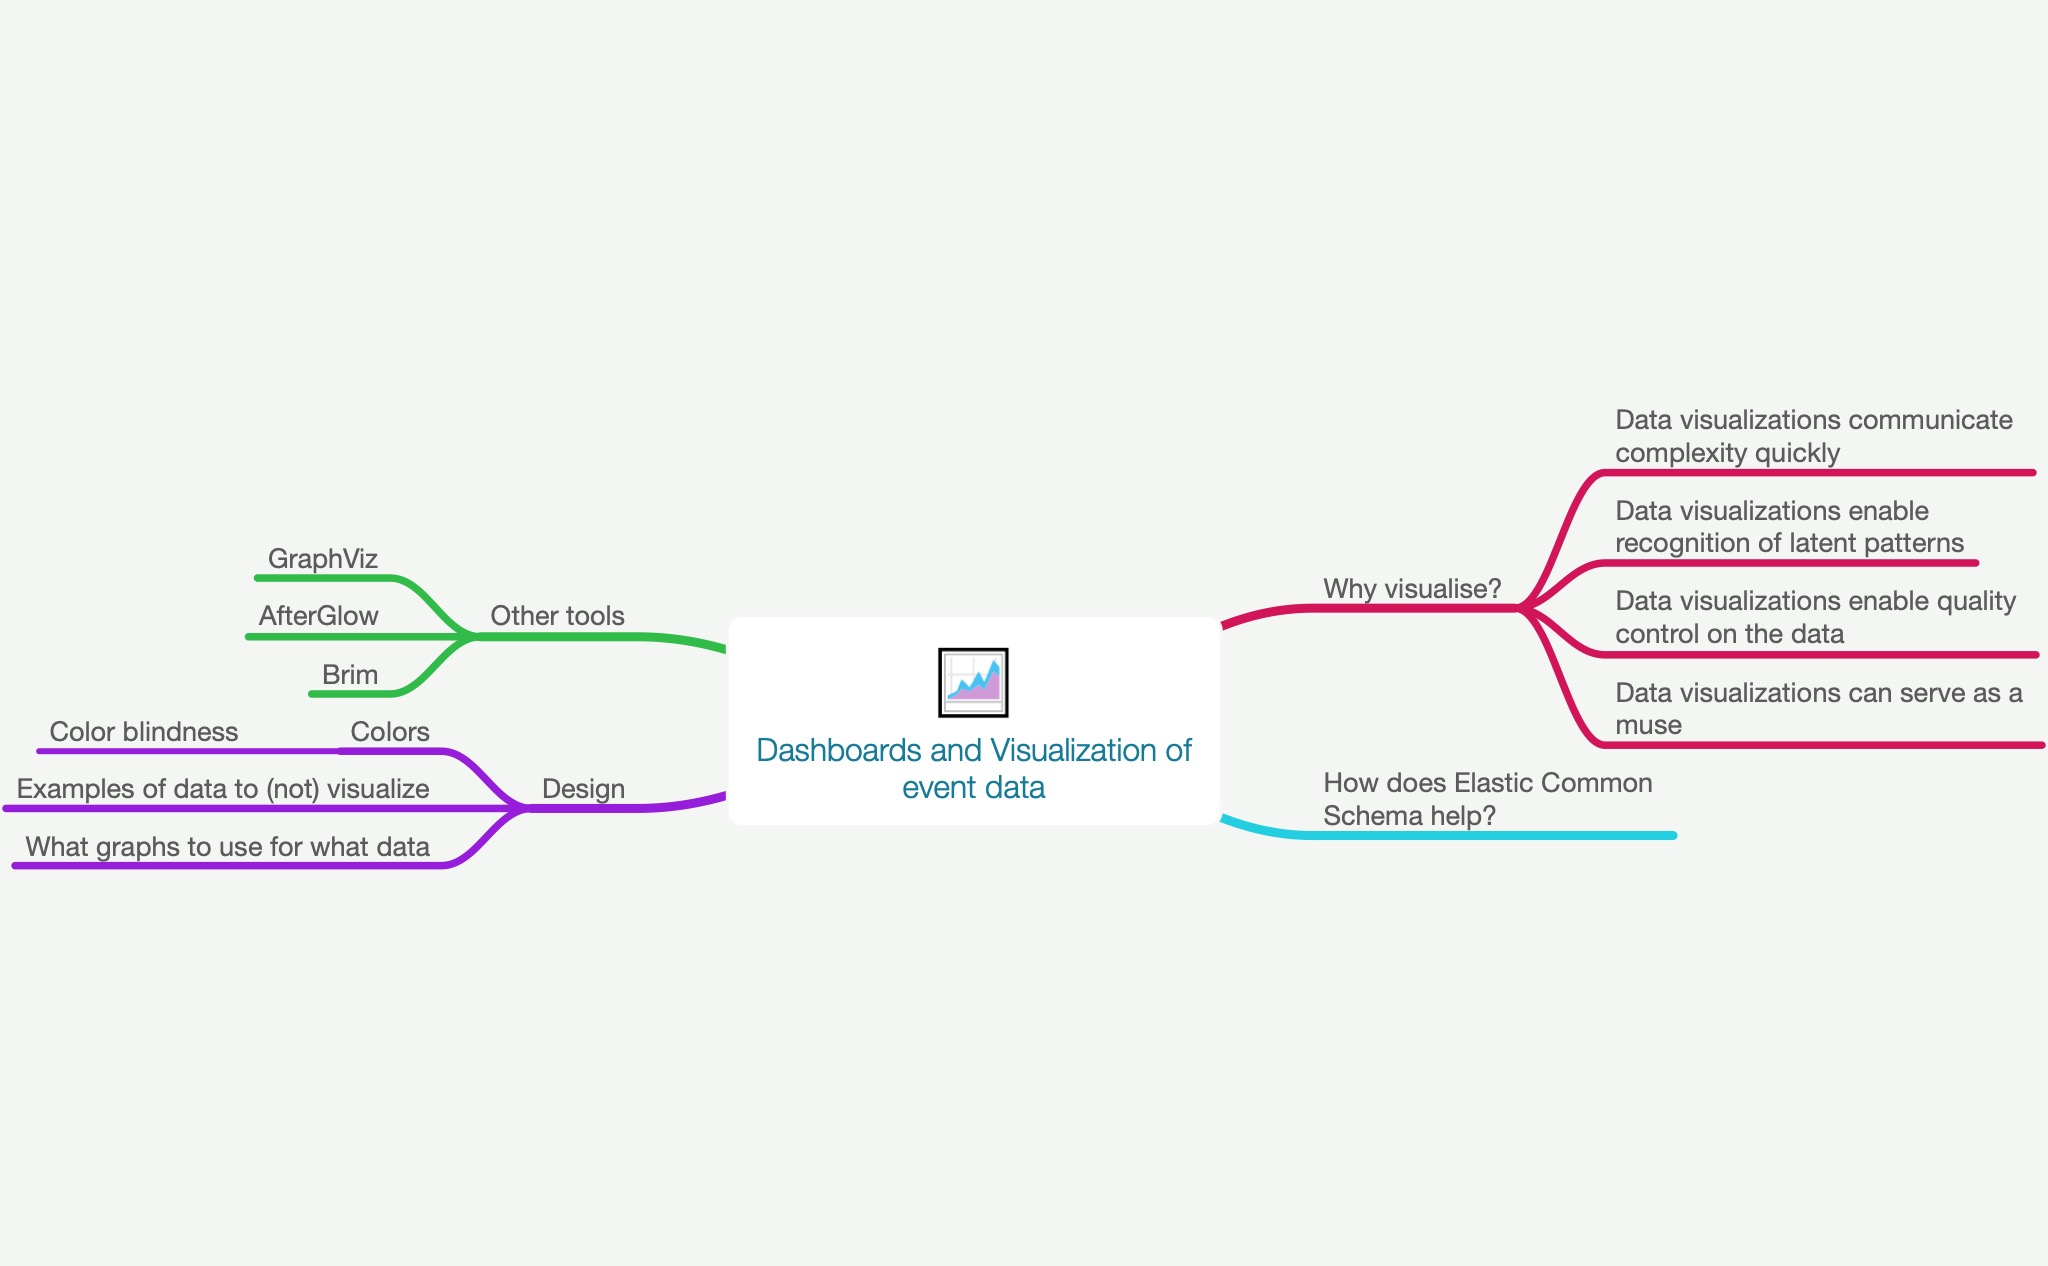 Dashboards and Visualization of
event data
Why visualise?
Data visualizations communicate
complexity quickly
Data visualizations enable
recognition of latent patterns
Data visualizations enable quality
control on the data
Data visualizations can serve as a
muse
How does Elastic Common
Schema help?
Other tools
GraphViz
AfterGlow
Brim
Design
Colors
Color blindness
Examples of data to (not) visualize
What graphs to use for what data